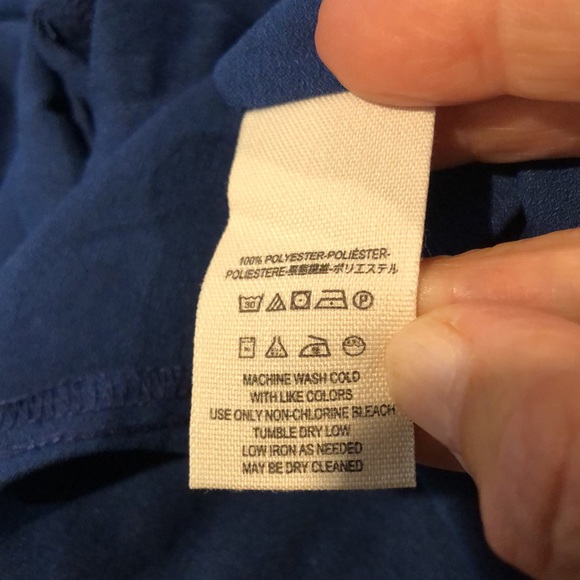 100% POLYESTER-POLIÉSTER-
POLIESTERE-聚酯纖維-ポリエステル
30 P
MACHINE WASH COLD
WITH LIKE COLORS
USE ONLY NON-CHLORINE BLEACH
TUMBLE DRY LOW
LOW IRON AS NEEDED
MAY BE DRY CLEANED